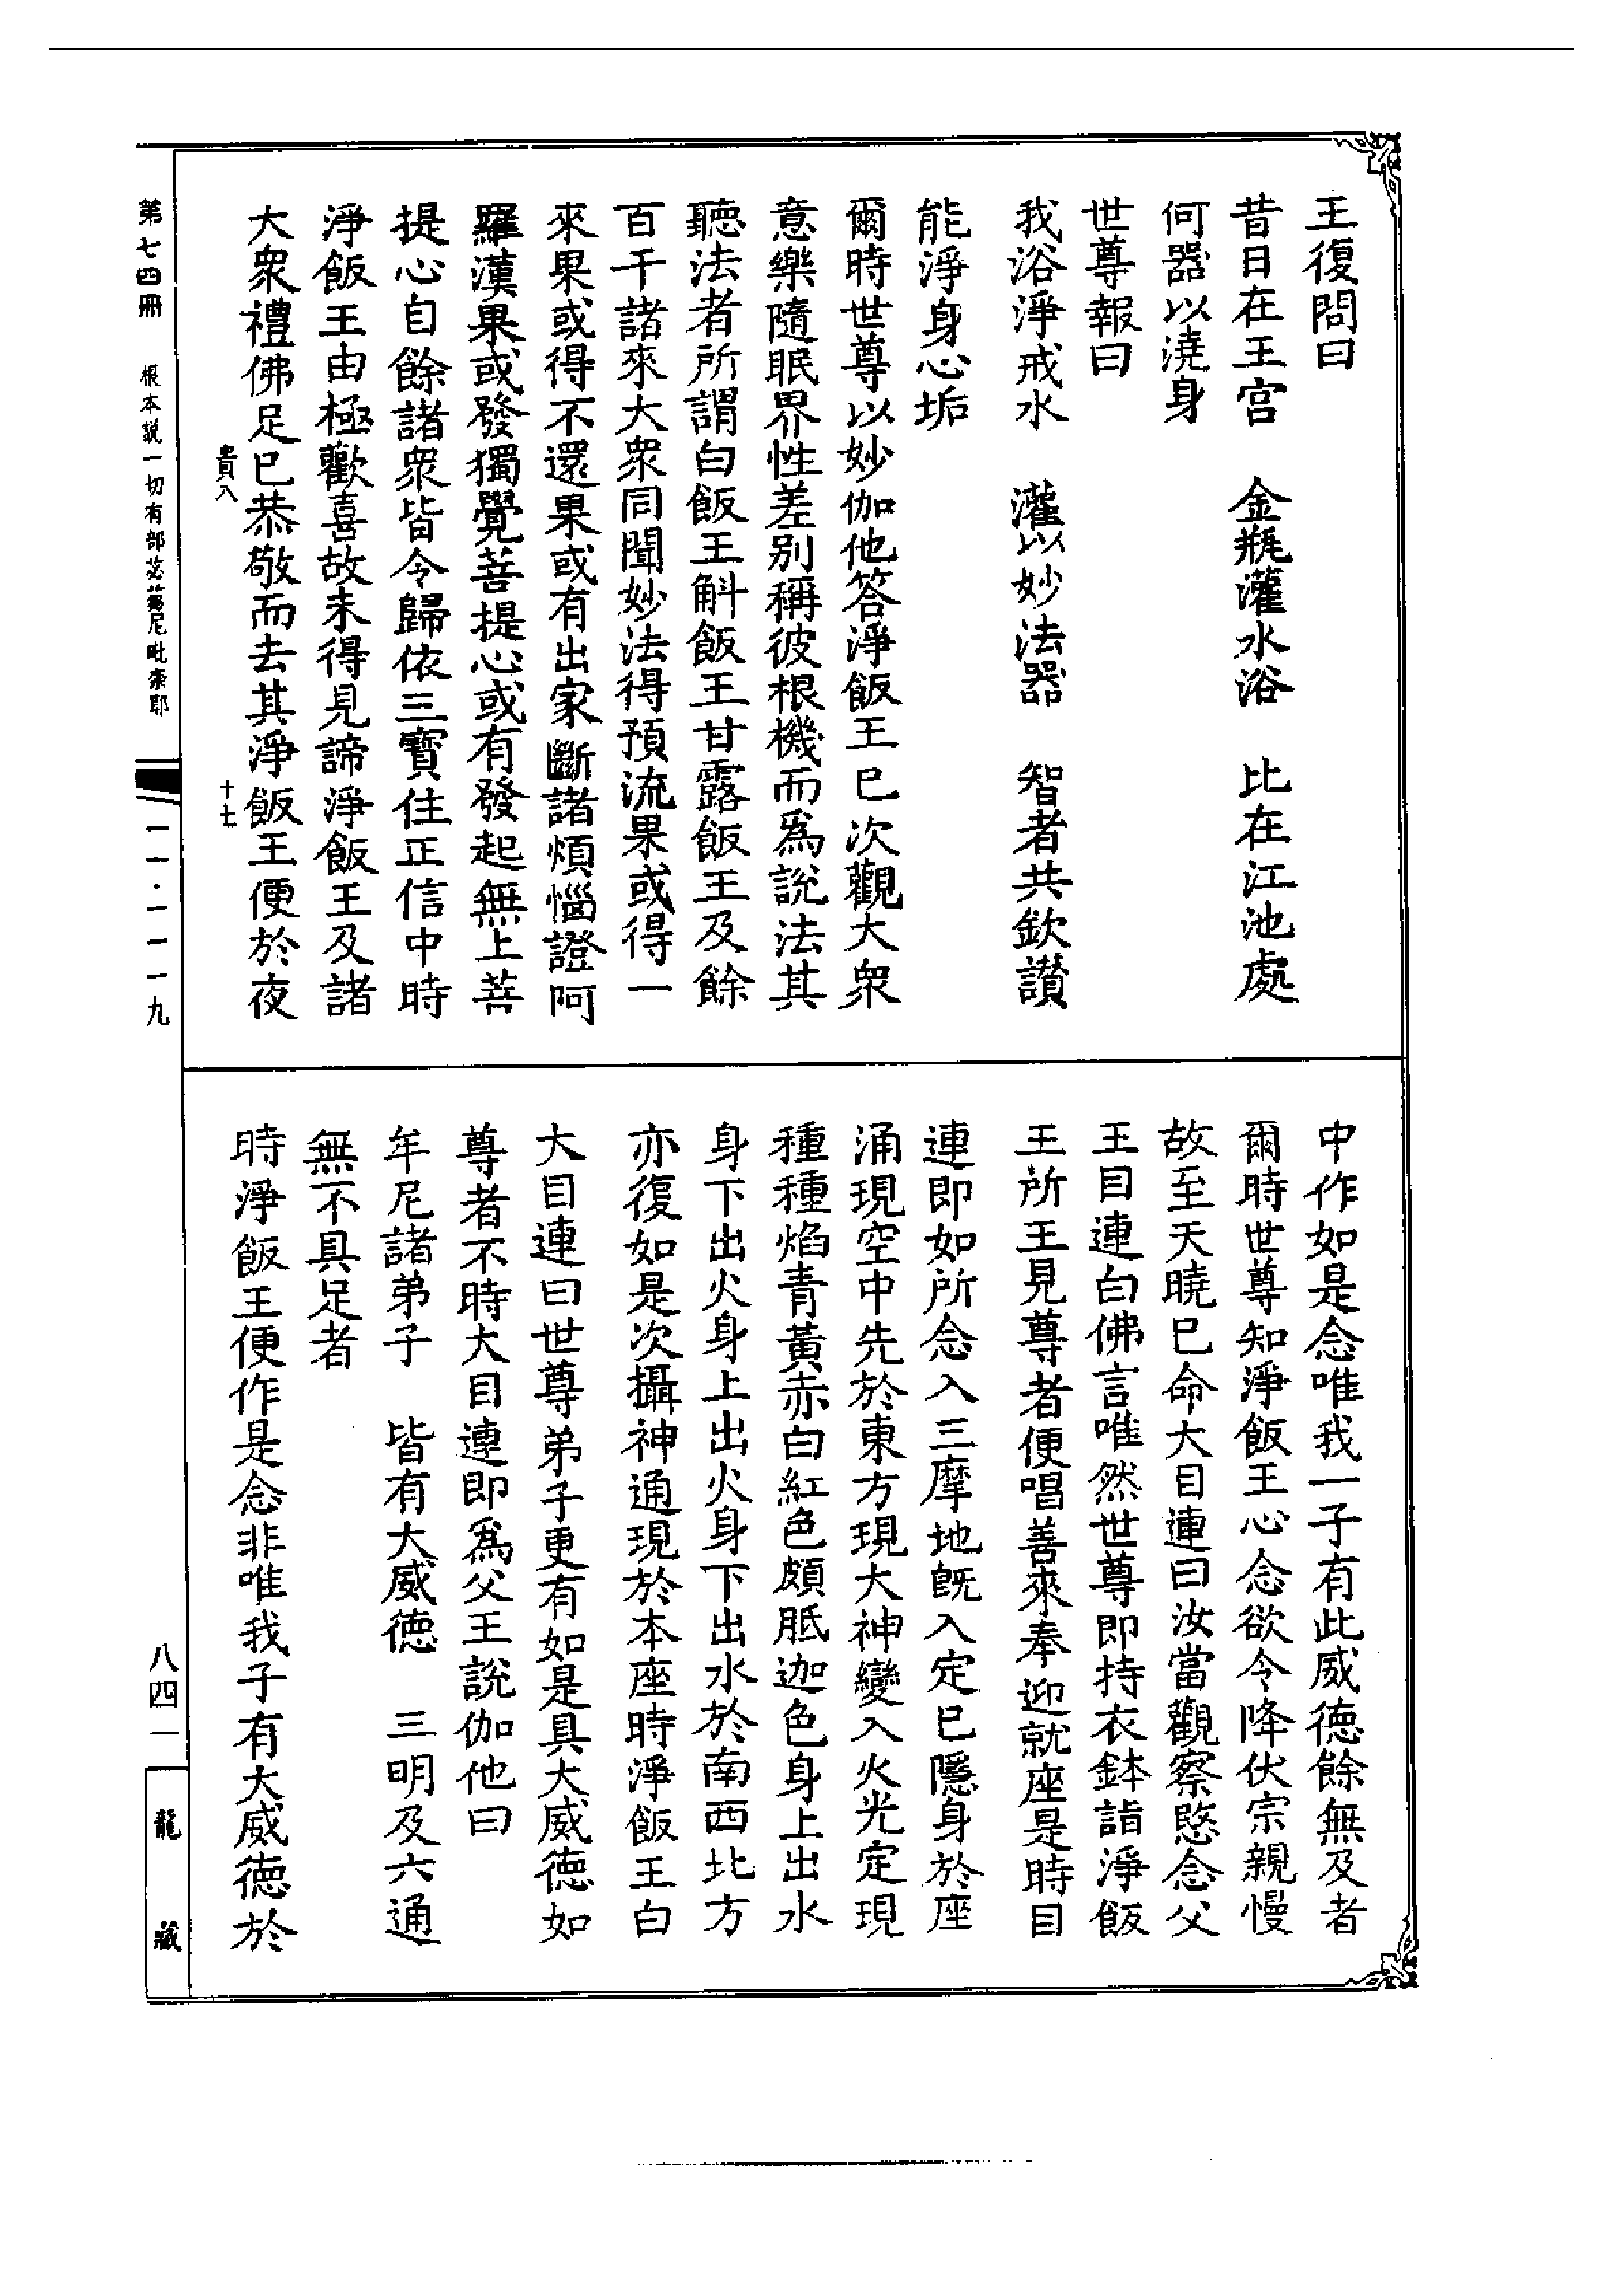 王復問曰
昔日在王宮　金瓶灌水浴　比在江池處
何器以澆身
世尊報曰
我浴淨戒水　灌以妙法器　智者共欽讃
能淨身心垢
爾時世尊以妙伽他答淨飯王已次觀大衆
意樂隨眠界性差别稱彼根機而爲說法其
聽法者所謂白飯王斛飯王甘露飯王及餘
百千諸來大衆同聞妙法得預流果或得一
來果或得不還果或有出家斷諸煩惱證阿
羅漢果或發獨覺菩提心或有發起無上菩
提心自餘諸衆皆令歸依三寶住正信中時
淨飯王由極歡喜故未得見諦淨飯王及諸
大衆禮佛足已恭敬而去其淨飯王便於夜
中作如是念唯我一子有此威德餘無及者
爾時世尊知淨飯王心念欲令降伏宗親慢
故至天曉已命大目連曰汝當觀察愍念父
王目連白佛言唯然世尊即持衣鉢詣淨飯
王所王見尊者便唱善來奉迎就座是時目
連即如所念入三摩地旣入定已隱身於座
涌現空中先於東方現大神變入火光定現
種種焰青黃赤白紅色頗胝迦色身上出水
身下出火身上出火身下出水於南西北方
亦復如是次攝神通現於本座時淨飯王白
大目連曰世尊弟子更有如是具大威德如
尊者不時大目連即爲父王說伽他曰
牟尼諸弟子　皆有大威德　三明及六通
無不具足者
時淨飯王便作是念非唯我子有大威德於
貴八　十七
第七四冊　根本説一切有部苾芻尼毗奈耶　一一·一一一九　八四一　龍藏